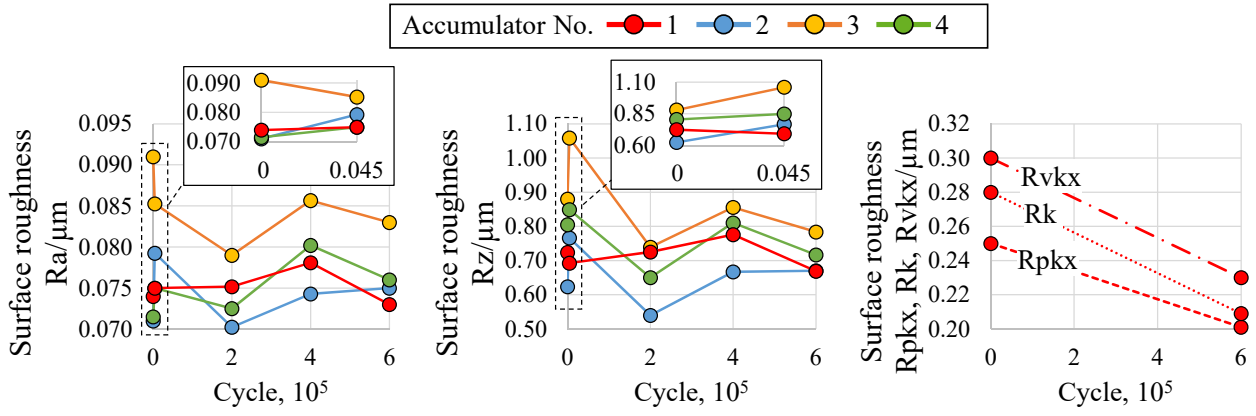 Accumulator No. 1 2 3 4
Surface roughness
Ra/μm
0.095
0.090
0.085
0.080
0.075
0.070
0 2 4 6
Cycle, 10⁵
0.090
0.080
0.070
0 0.045
Surface roughness
Rz/μm
1.10
1.00
0.90
0.80
0.70
0.60
0.50
0 2 4 6
Cycle, 10⁵
1.10
0.85
0.60
0 0.045
Surface roughness
Rpkx, Rk, Rvkx/μm
0.32
0.30
0.28
0.26
0.24
0.22
0.20
Rvkx
Rk
Rpkx
0 2 4 6
Cycle, 10⁵